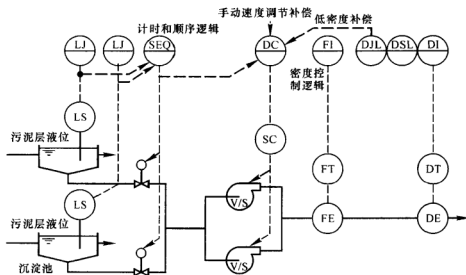 手动速度调节补偿
计时和顺序逻辑
低密度补偿
LJ
LJ
SEQ
DC
FI
DJL
DSL
DI
密度控
制逻辑
LS
污泥层液位
SC
FT
DT
V/S
污泥层液位
LS
FE
DE
沉淀池
V/S